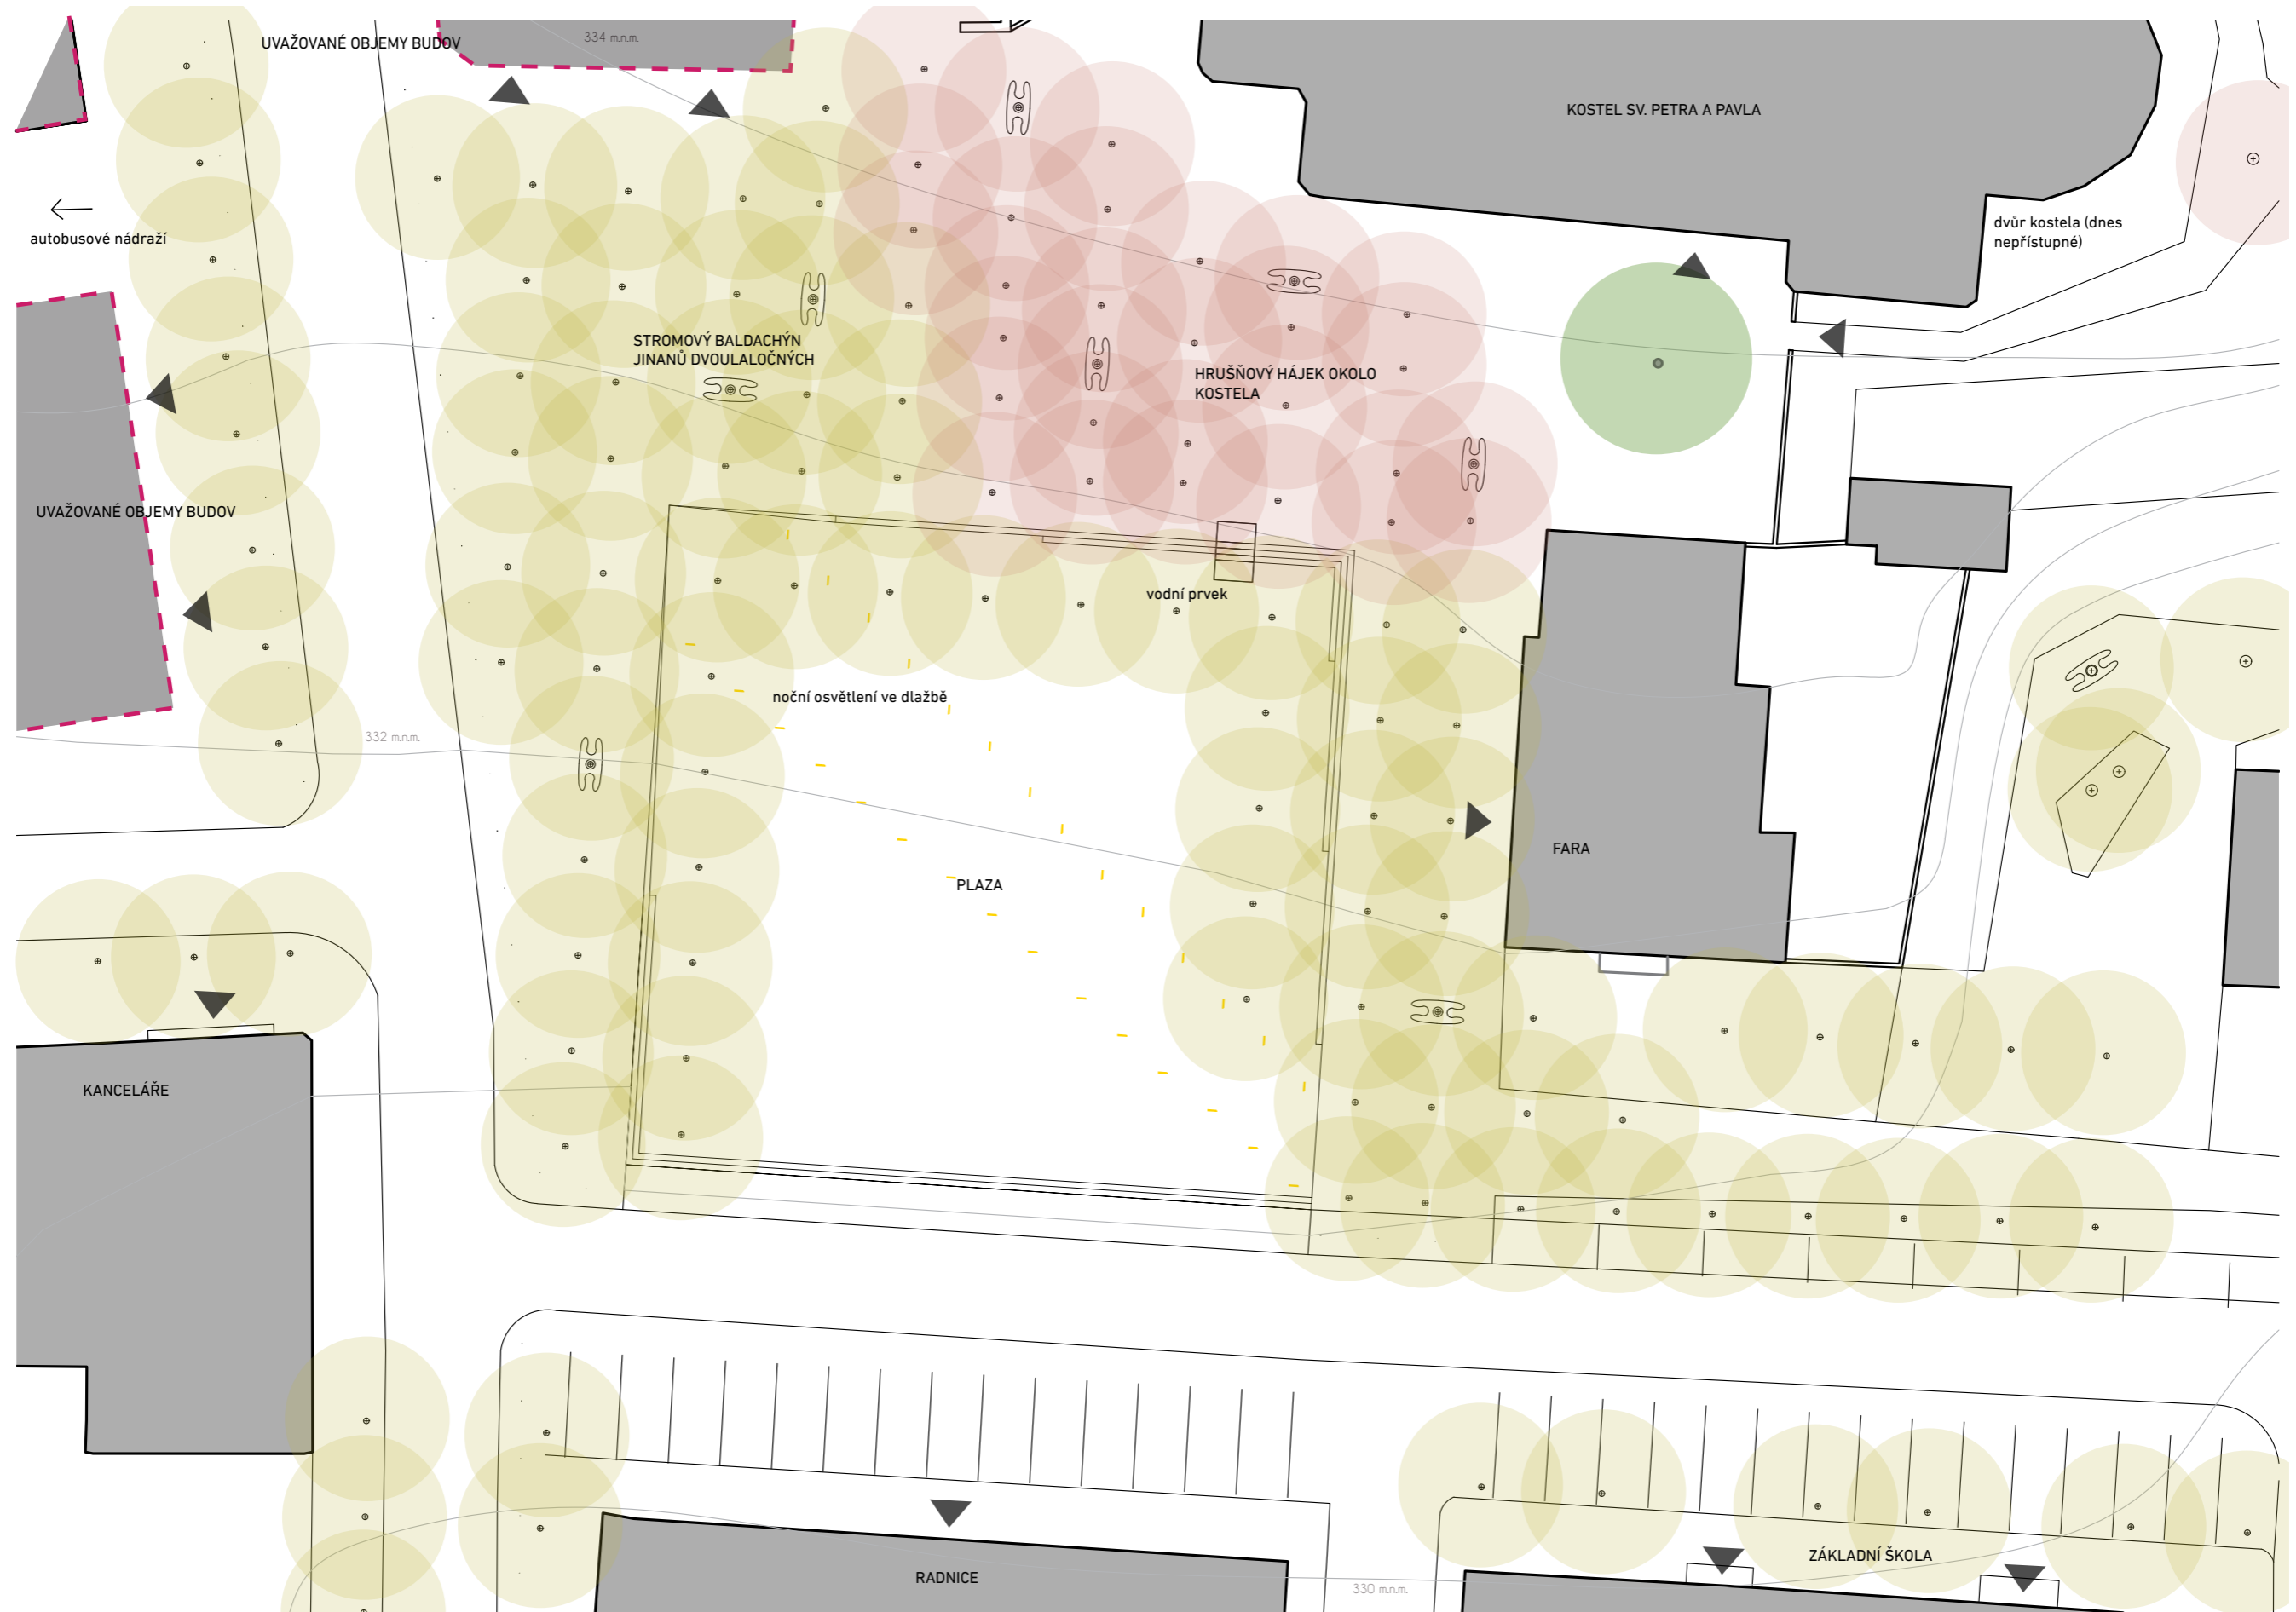 334 m.n.m.
UVAŽOVANÉ OBJEMY BUDOV
KOSTEL SV. PETRA A PAVLA
dvůr kostela (dnes
nepřístupné)
autobusové nádraží
STROMOVÝ BALDACHÝN
JINANŮ DVOULALOČNÝCH
HRUŠŇOVÝ HÁJEK OKOLO
KOSTELA
UVAŽOVANÉ OBJEMY BUDOV
vodní prvek
noční osvětlení ve dlažbě
332 m.n.m.
FARA
PLAZA
KANCELÁŘE
ZÁKLADNÍ ŠKOLA
RADNICE
330 m.n.m.